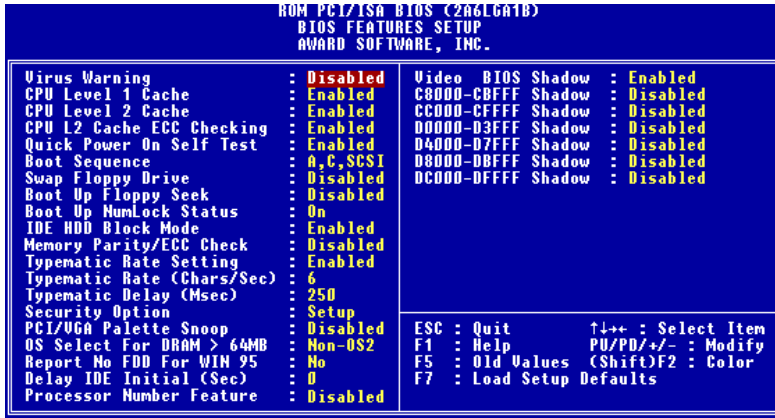 ROM PCI/ISA BIOS (2A6LGA1B)
BIOS FEATURES SETUP
AWARD SOFTWARE, INC.
Virus Warning : Disabled
CPU Level 1 Cache : Enabled
CPU Level 2 Cache : Enabled
CPU L2 Cache ECC Checking : Enabled
Quick Power On Self Test : Enabled
Boot Sequence : A,C,SCSI
Swap Floppy Drive : Disabled
Boot Up Floppy Seek : Disabled
Boot Up NumLock Status : On
IDE HDD Block Mode : Enabled
Memory Parity/ECC Check : Disabled
Typematic Rate Setting : Enabled
Typematic Rate (Chars/Sec) : 6
Typematic Delay (Msec) : 250
Security Option : Setup
PCI/VGA Palette Snoop : Disabled
OS Select For DRAM > 64MB : Non-OS2
Report No FDD For WIN 95 : No
Delay IDE Initial (Sec) : 0
Processor Number Feature : Disabled
Video BIOS Shadow : Enabled
C8000-CBFFF Shadow : Disabled
CC000-CFFFF Shadow : Disabled
D0000-D3FFF Shadow : Disabled
D4000-D7FFF Shadow : Disabled
D8000-DBFFF Shadow : Disabled
DC000-DFFFF Shadow : Disabled
ESC : Quit ↑↓→← : Select Item
F1 : Help PU/PD/+/- : Modify
F5 : Old Values (Shift)F2 : Color
F7 : Load Setup Defaults